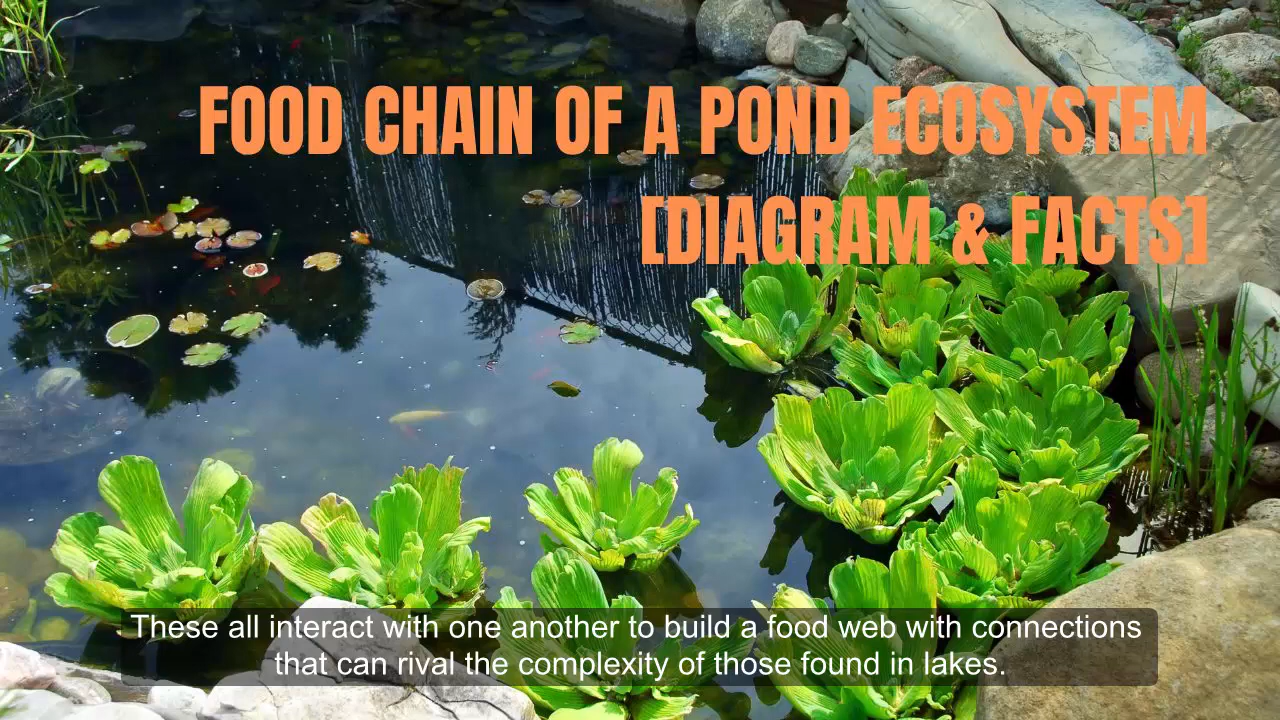 FOOD CHAIN OF A POND ECOSYSTEM
[DIAGRAM & FACTS]
These all interact with one another to build a food web with connections
that can rival the complexity of those found in lakes.